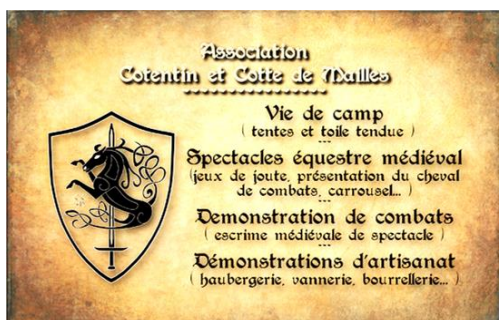 Association
Cotentin et Cotte de Mailles
Vie de camp
( tentes et toile tendue )
Spectacles équestre médiéval
(jeux de joute, présentation du cheval
de combats, carrousel... )
Demonstration de combats
( escrime médiévale de spectacle )
Démonstrations d'artisanat
( haubergerie, vannerie, bourrellerie... )